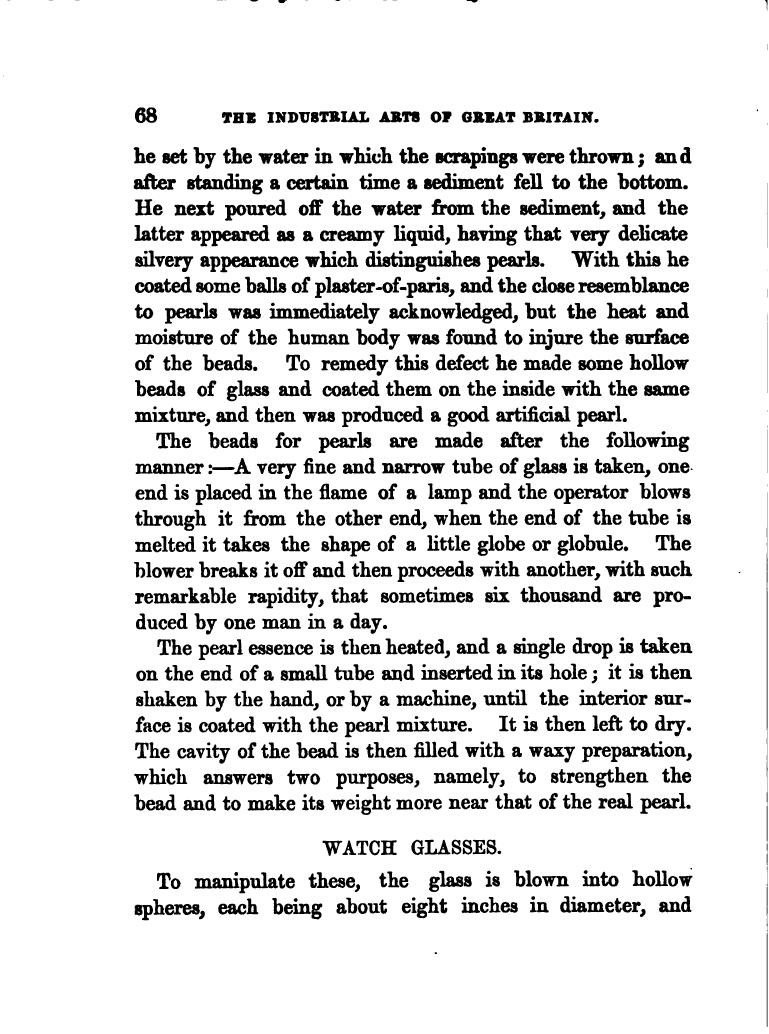 68 THE INDUSTRIAL ARTS OF GREAT BRITAIN.
he set by the water in which the scrapings were thrown; and
after standing a certain time a sediment fell to the bottom.
He next poured off the water from the sediment, and the
latter appeared as a creamy liquid, having that very delicate
silvery appearance which distinguishes pearls. With this he
coated some balls of plaster-of-paris, and the close resemblance
to pearls was immediately acknowledged, but the heat and
moisture of the human body was found to injure the surface
of the beads. To remedy this defect he made some hollow
beads of glass and coated them on the inside with the same
mixture, and then was produced a good artificial pearl.
The beads for pearls are made after the following
manner:—A very fine and narrow tube of glass is taken, one
end is placed in the flame of a lamp and the operator blows
through it from the other end, when the end of the tube is
melted it takes the shape of a little globe or globule. The
blower breaks it off and then proceeds with another, with such
remarkable rapidity, that sometimes six thousand are pro-
duced by one man in a day.
The pearl essence is then heated, and a single drop is taken
on the end of a small tube and inserted in its hole; it is then
shaken by the hand, or by a machine, until the interior sur-
face is coated with the pearl mixture. It is then left to dry.
The cavity of the bead is then filled with a waxy preparation,
which answers two purposes, namely, to strengthen the
bead and to make its weight more near that of the real pearl.
WATCH GLASSES.
To manipulate these, the glass is blown into hollow
spheres, each being about eight inches in diameter, and